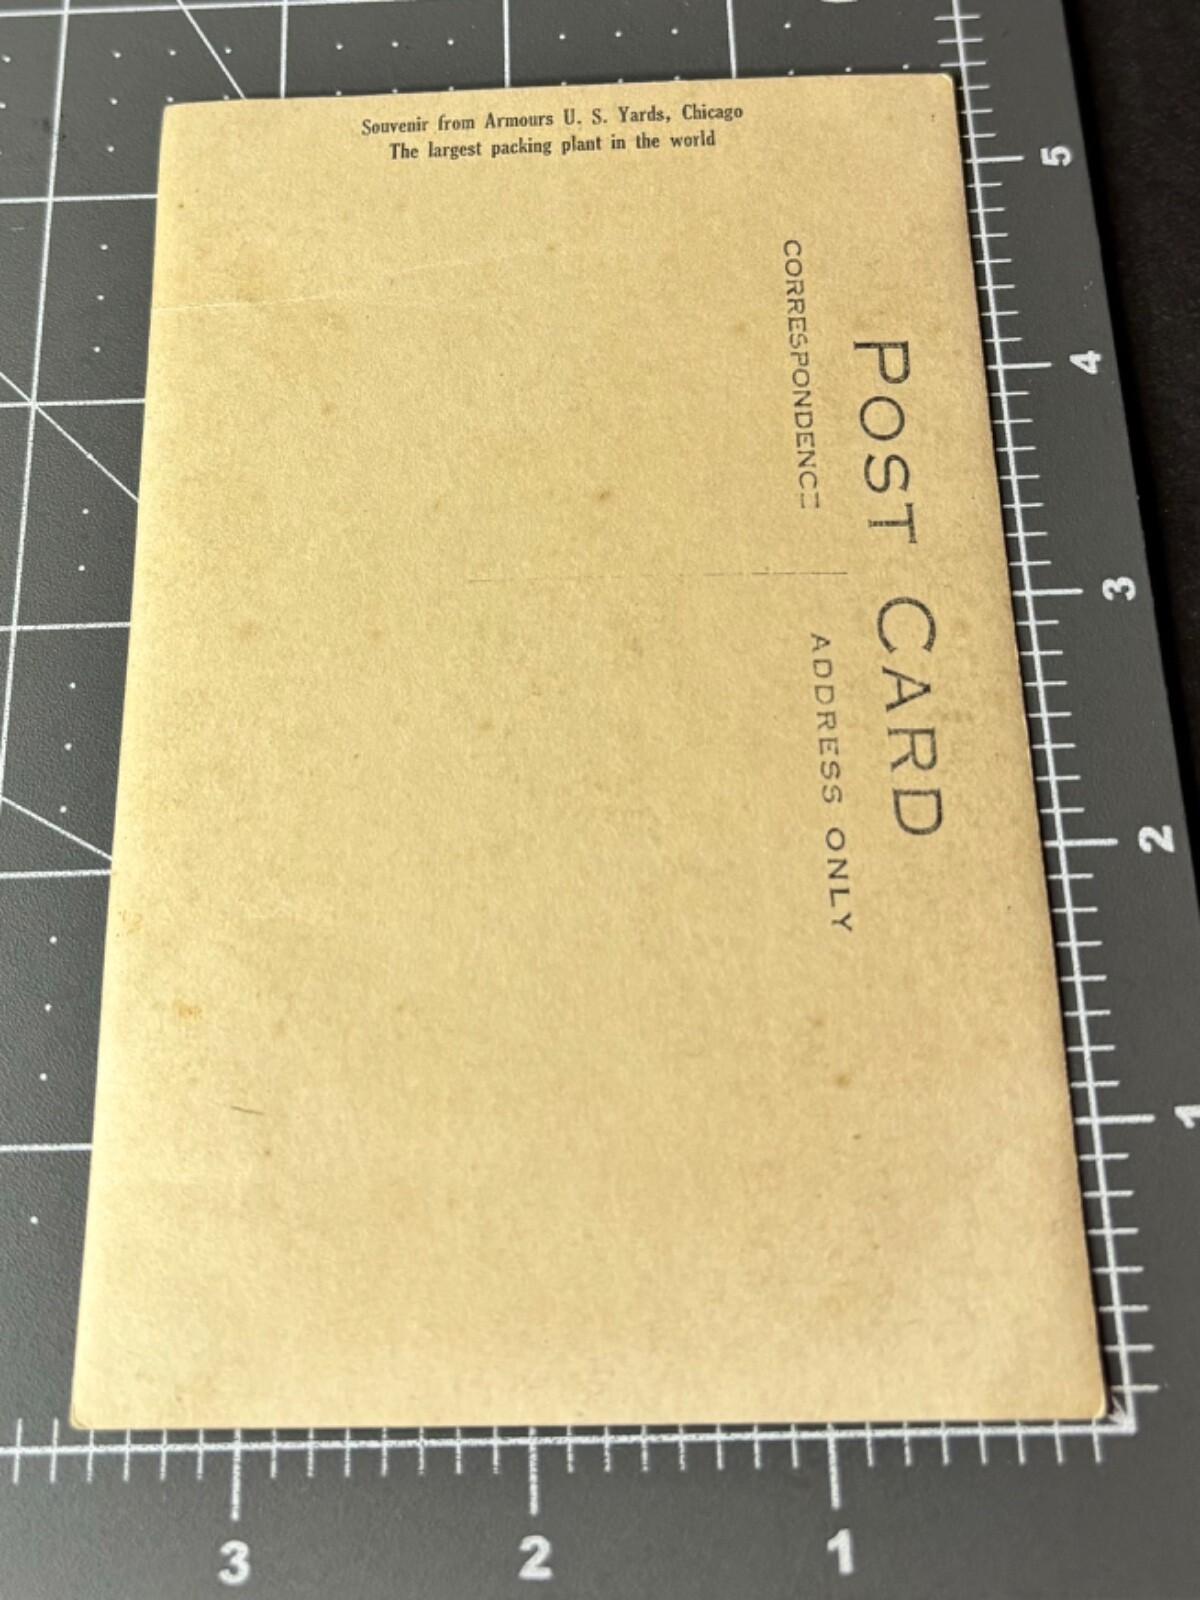 Souvenir from Armours U. S. Yards, Chicago
The largest packing plant in the world
POST CARD
CORRESPONDENCE
ADDRESS ONLY
5
4
3
2
1
3
2
1